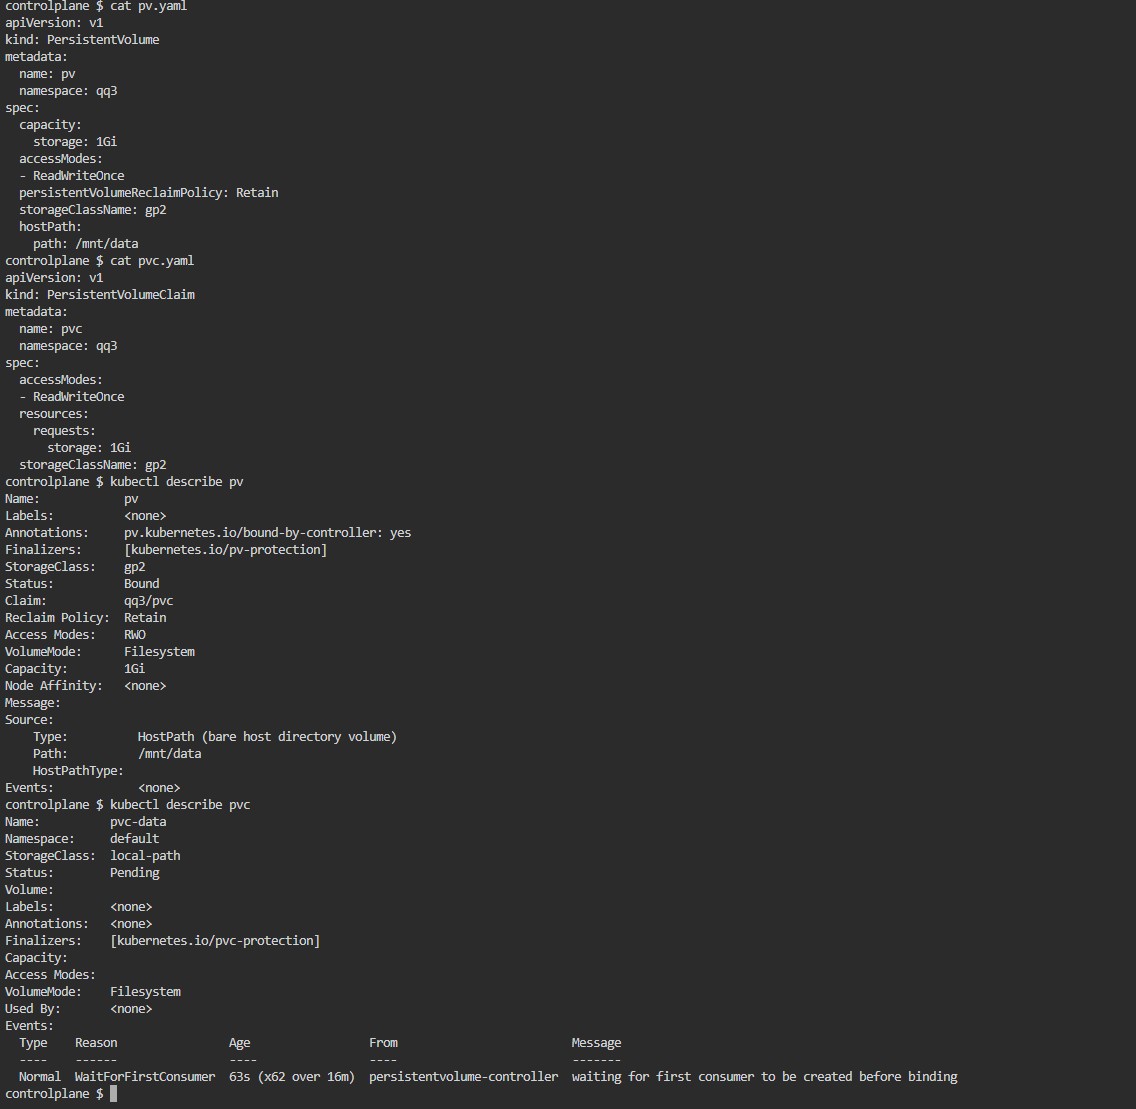 controlplane $ cat pv.yaml
apiVersion: v1
kind: PersistentVolume
metadata:
  name: pv
  namespace: qq3
spec:
  capacity:
    storage: 1Gi
  accessModes:
  - ReadWriteOnce
  persistentVolumeReclaimPolicy: Retain
  storageClassName: gp2
  hostPath:
    path: /mnt/data
controlplane $ cat pvc.yaml
apiVersion: v1
kind: PersistentVolumeClaim
metadata:
  name: pvc
  namespace: qq3
spec:
  accessModes:
  - ReadWriteOnce
  resources:
    requests:
      storage: 1Gi
  storageClassName: gp2
controlplane $ kubectl describe pv
Name:            pv
Labels:          <none>
Annotations:     pv.kubernetes.io/bound-by-controller: yes
Finalizers:      [kubernetes.io/pv-protection]
StorageClass:    gp2
Status:          Bound
Claim:           qq3/pvc
Reclaim Policy:  Retain
Access Modes:    RWO
VolumeMode:      Filesystem
Capacity:        1Gi
Node Affinity:   <none>
Message:
Source:
    Type:          HostPath (bare host directory volume)
    Path:          /mnt/data
    HostPathType:
Events:            <none>
controlplane $ kubectl describe pvc
Name:          pvc-data
Namespace:     default
StorageClass:  local-path
Status:        Pending
Volume:
Labels:        <none>
Annotations:   <none>
Finalizers:    [kubernetes.io/pvc-protection]
Capacity:
Access Modes:
VolumeMode:    Filesystem
Used By:       <none>
Events:
  Type    Reason                Age                 From                         Message
  ----    ------                ----                ----                         -------
  Normal  WaitForFirstConsumer  63s (x62 over 16m)  persistentvolume-controller  waiting for first consumer to be created before binding
controlplane $